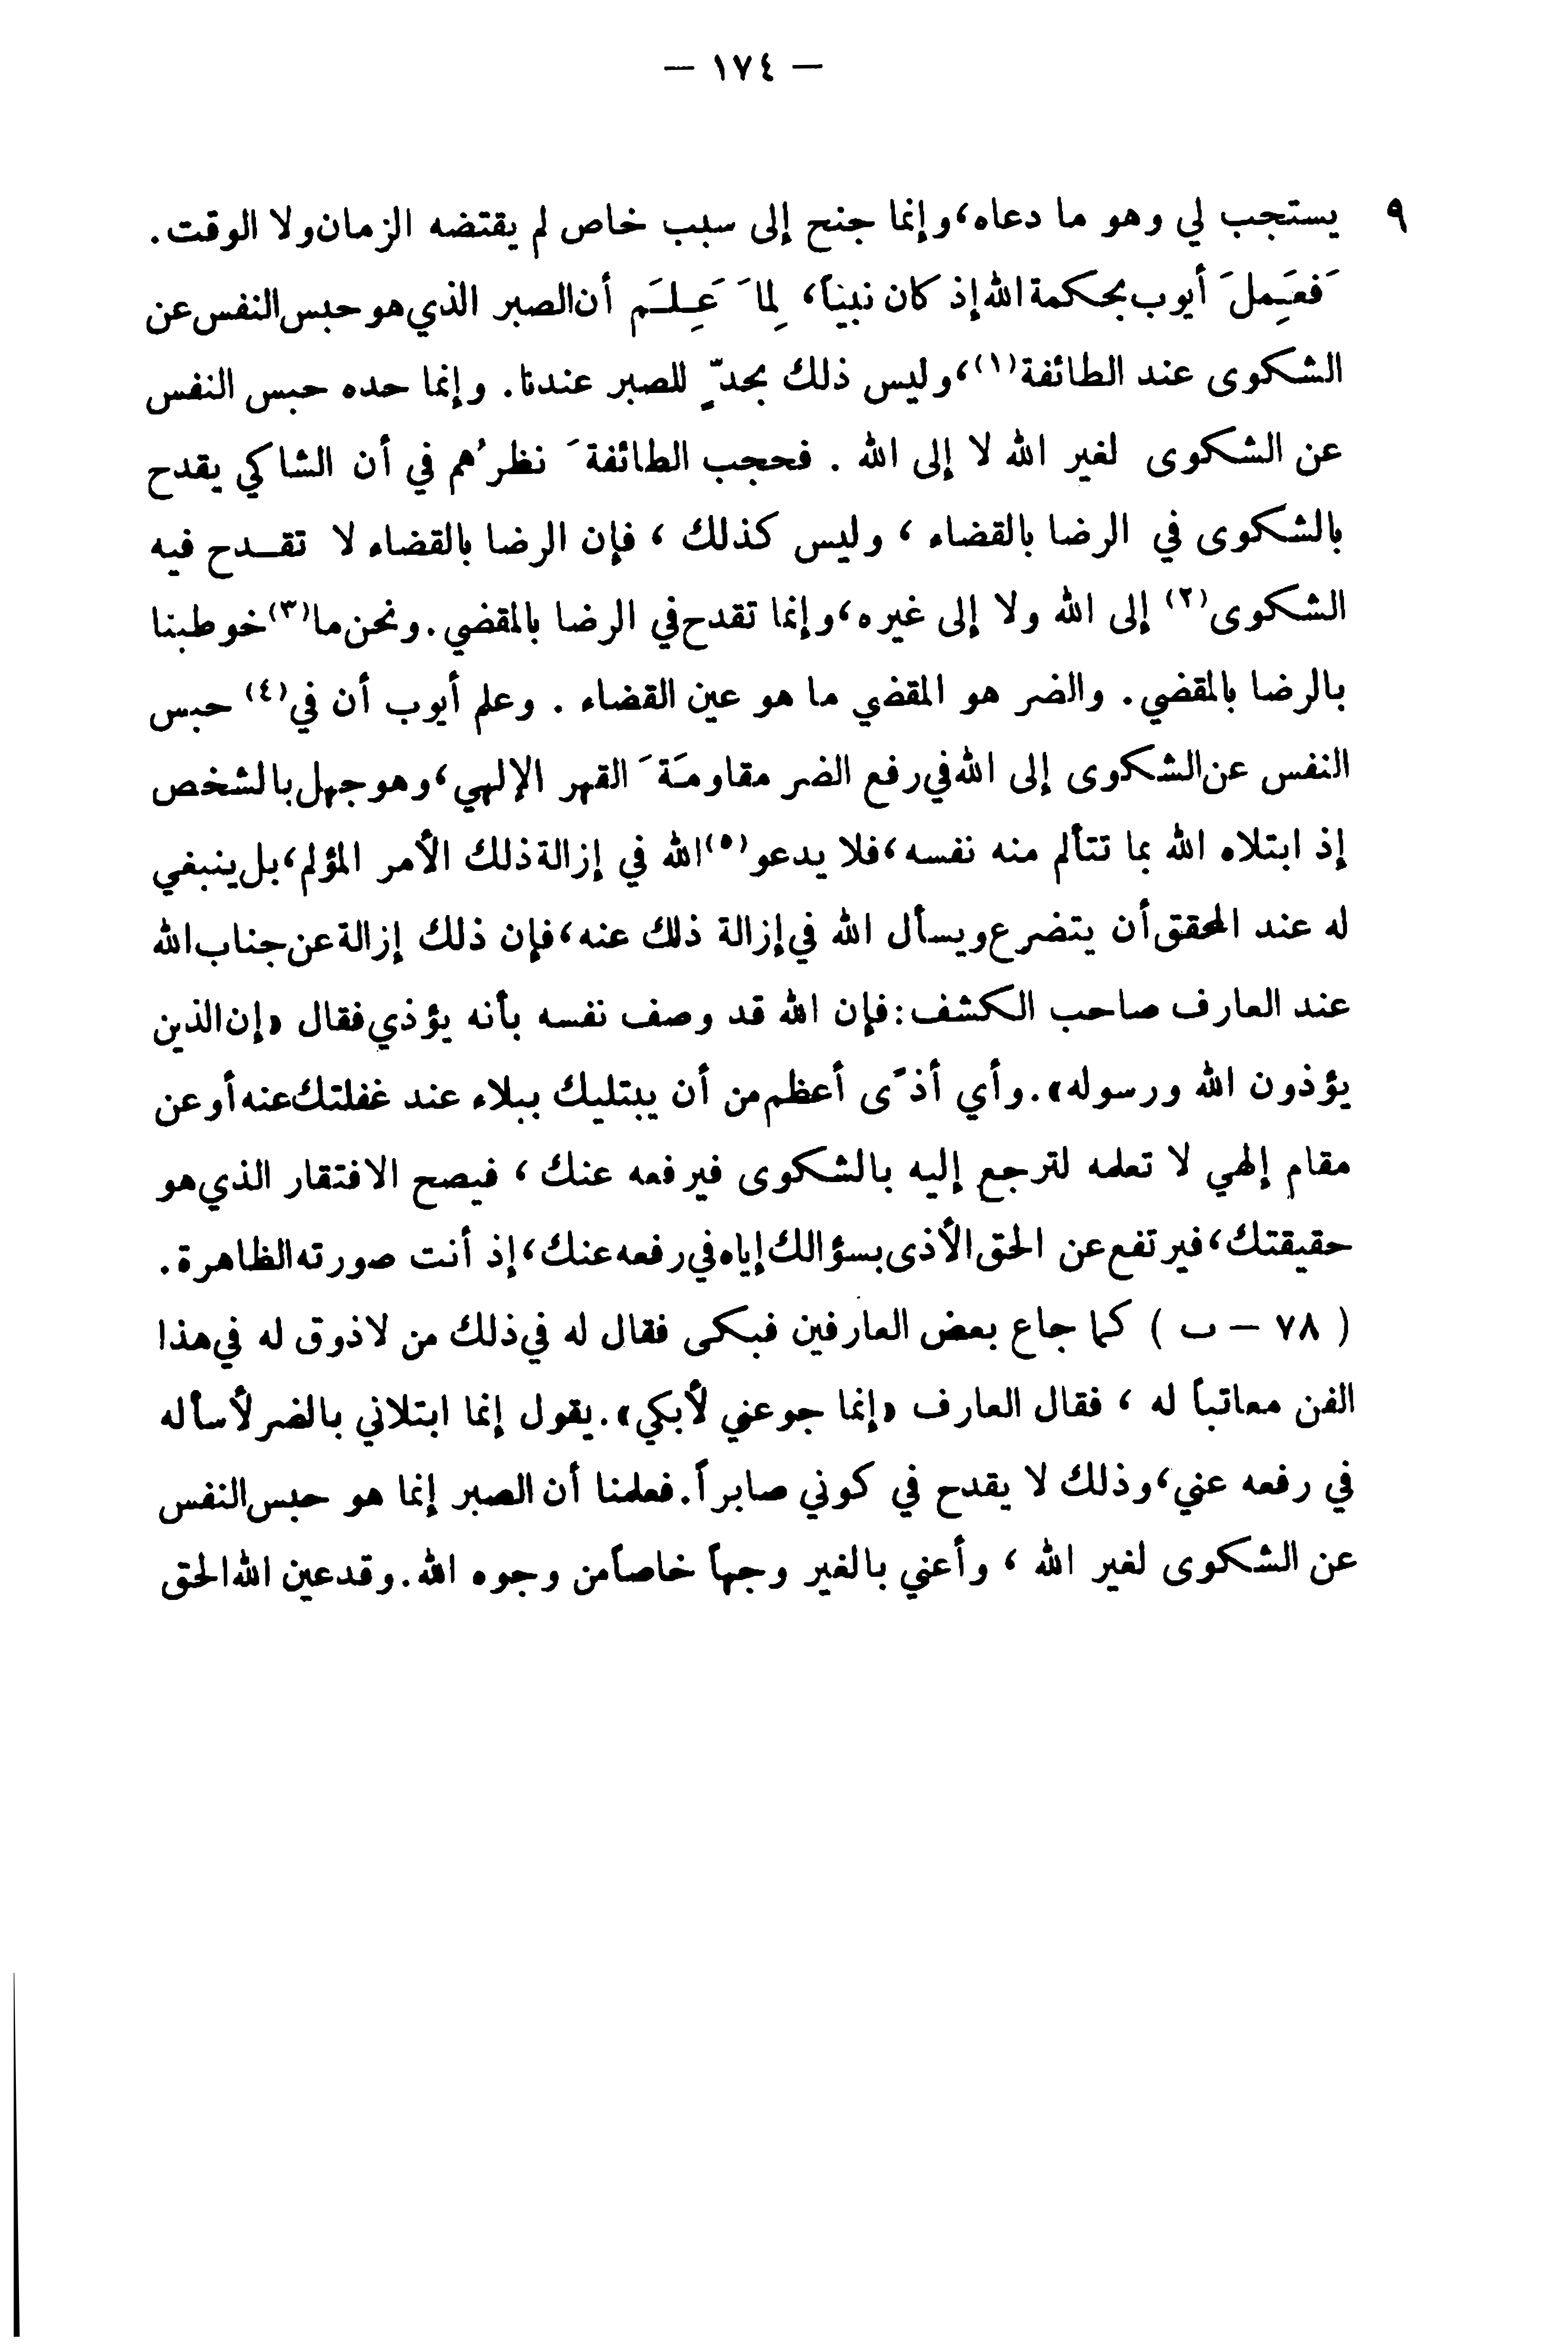 — ١٧٤ —
٩ يستجب لي وهو ما دعاه، وإنما جنح إلى سبب خاص لم يقتضه الزمان ولا الوقت.
فَعَمِلَ أيوب بحكمة الله إذ كان نبياً، لِمَا عَلِمَ أن الصبر الذي هو حبس النفس عن
الشكوى عند الطائفة(١)، وليس ذلك بحدٍّ للصبر عندنا. وإنما حده حبس النفس
عن الشكوى لغير الله لا إلى الله . فحجب الطائفةَ نظرُهم في أن الشاكي يقدح
بالشكوى في الرضا بالقضاء ، وليس كذلك ، فإن الرضا بالقضاء لا تقـدح فيه
الشكوى(٢) إلى الله ولا إلى غيره، وإنما تقدح في الرضا بالمقضي. ونحن ما(٣) خوطبنا
بالرضا بالمقضي. والضر هو المقضي ما هو عين القضاء . وعلم أيوب أن في(٤) حبس
النفس عن الشكوى إلى الله في رفع الضر مقاومَةَ القهر الإلهي، وهو جهل بالشخص
إذ ابتلاه الله بما تتألم منه نفسه، فلا يدعو(٥) الله في إزالة ذلك الأمر المؤلم، بل ينبغي
له عند المحقق أن يتضرع ويسأل الله في إزالة ذلك عنه، فإن ذلك إزالة عن جناب الله
عند العارف صاحب الكشف: فإن الله قد وصف نفسه بأنه يؤذي فقال «إن الذين
يؤذون الله ورسوله». وأي أذًى أعظم من أن يبتليك ببلاء عند غفلتك عنه أو عن
مقام إلهي لا تعلمه لترجع إليه بالشكوى فيرفعه عنك ، فيصح الافتقار الذي هو
حقيقتك، فيرتفع عن الحق الأذى بسؤالك إياه في رفعه عنك، إذ أنت صورته الظاهرة.
( ٧٨ – ب ) كما جاع بعض العارفين فبكى فقال له في ذلك من لا ذوق له في هذا
الفن معاتباً له ، فقال العارف «إنما جوعني لأبكي». يقول إنما ابتلاني بالضر لأسأله
في رفعه عني، وذلك لا يقدح في كوني صابراً. فعلمنا أن الصبر إنما هو حبس النفس
عن الشكوى لغير الله ، وأعني بالغير وجهاً خاصاً من وجوه الله. وقد عين الله الحق